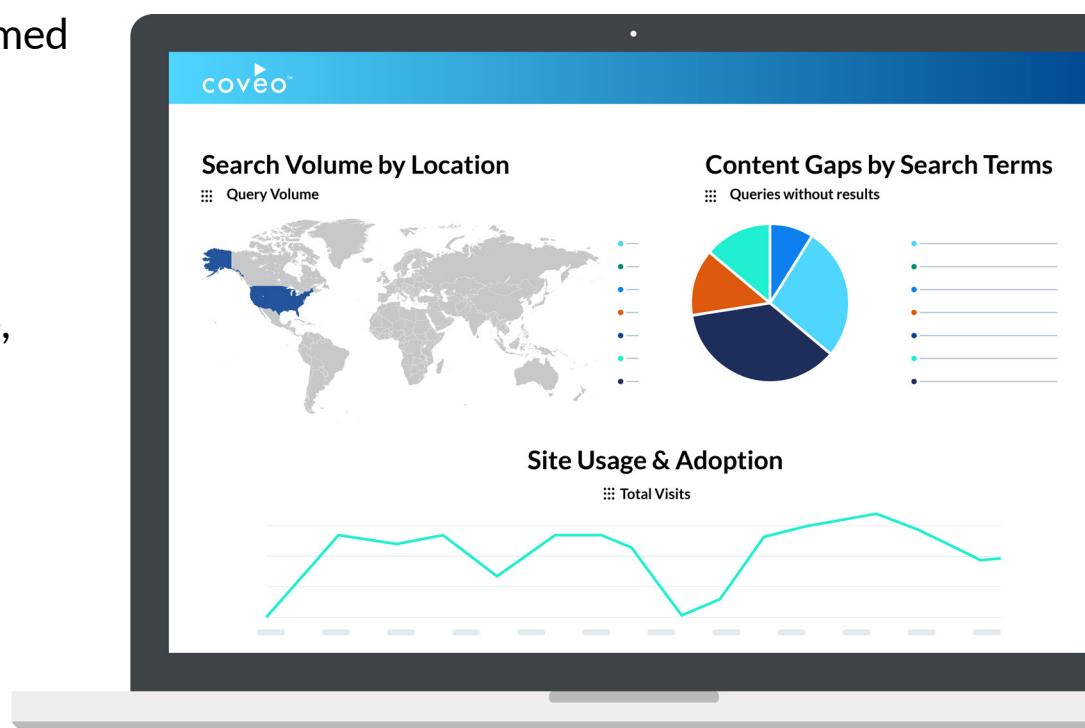 med
,
coveo™
Search Volume by Location
Query Volume
Content Gaps by Search Terms
Queries without results
Site Usage & Adoption
Total Visits